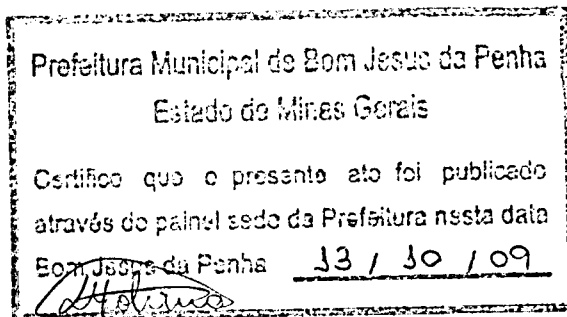 Prefeitura Municipal de Bom Jesus da Penha
Estado de Minas Gerais
Certifico que o presente ato foi publicado
através do painel sede da Prefeitura nesta data
Bom Jesus da Penha 13 / 10 / 09